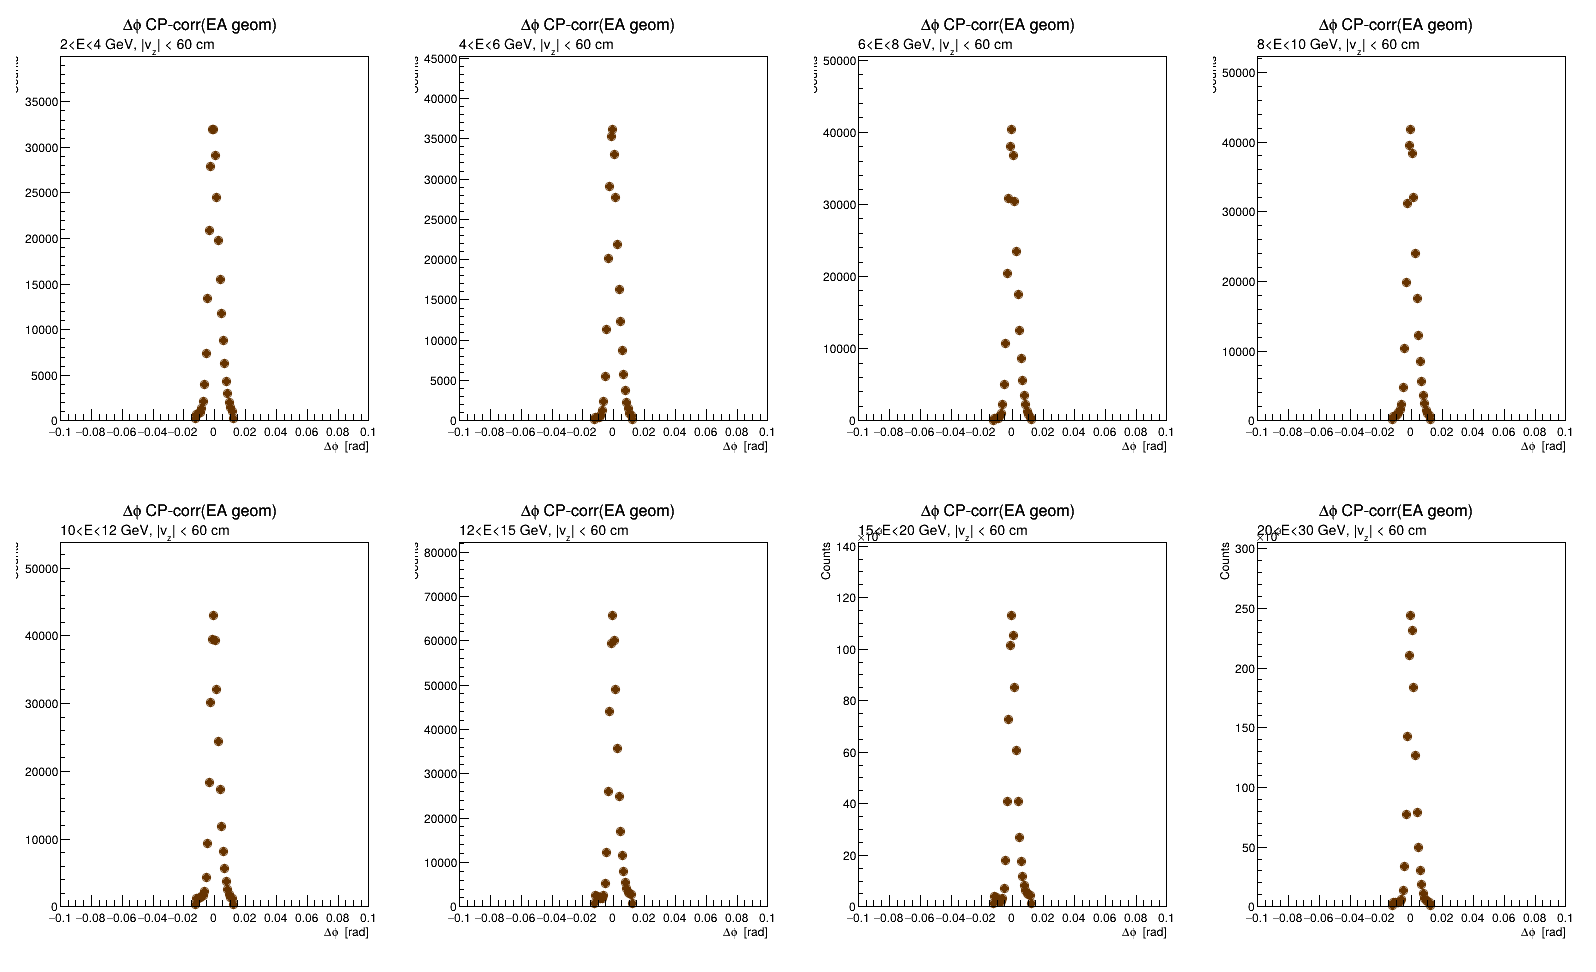 Δϕ CP-corr(EA geom)
2<E<4 GeV, |v_z| < 60 cm
35000
30000
25000
20000
15000
10000
5000
0
−0.1 −0.08 −0.06 −0.04 −0.02 0 0.02 0.04 0.06 0.08 0.1
Δϕ [rad]
Δϕ CP-corr(EA geom)
4<E<6 GeV, |v_z| < 60 cm
45000
40000
35000
30000
25000
20000
15000
10000
5000
0
−0.1 −0.08 −0.06 −0.04 −0.02 0 0.02 0.04 0.06 0.08 0.1
Δϕ [rad]
Δϕ CP-corr(EA geom)
6<E<8 GeV, |v_z| < 60 cm
50000
40000
30000
20000
10000
0
−0.1 −0.08 −0.06 −0.04 −0.02 0 0.02 0.04 0.06 0.08 0.1
Δϕ [rad]
Δϕ CP-corr(EA geom)
8<E<10 GeV, |v_z| < 60 cm
50000
40000
30000
20000
10000
0
−0.1 −0.08 −0.06 −0.04 −0.02 0 0.02 0.04 0.06 0.08 0.1
Δϕ [rad]
Δϕ CP-corr(EA geom)
10<E<12 GeV, |v_z| < 60 cm
50000
40000
30000
20000
10000
0
−0.1 −0.08 −0.06 −0.04 −0.02 0 0.02 0.04 0.06 0.08 0.1
Δϕ [rad]
Δϕ CP-corr(EA geom)
12<E<15 GeV, |v_z| < 60 cm
80000
70000
60000
50000
40000
30000
20000
10000
0
−0.1 −0.08 −0.06 −0.04 −0.02 0 0.02 0.04 0.06 0.08 0.1
Δϕ [rad]
Δϕ CP-corr(EA geom)
15<E<20 GeV, |v_z| < 60 cm
Counts
140
120
100
80
60
40
20
0
−0.1 −0.08 −0.06 −0.04 −0.02 0 0.02 0.04 0.06 0.08 0.1
Δϕ [rad]
Δϕ CP-corr(EA geom)
20<E<30 GeV, |v_z| < 60 cm
Counts
300
250
200
150
100
50
0
−0.1 −0.08 −0.06 −0.04 −0.02 0 0.02 0.04 0.06 0.08 0.1
Δϕ [rad]